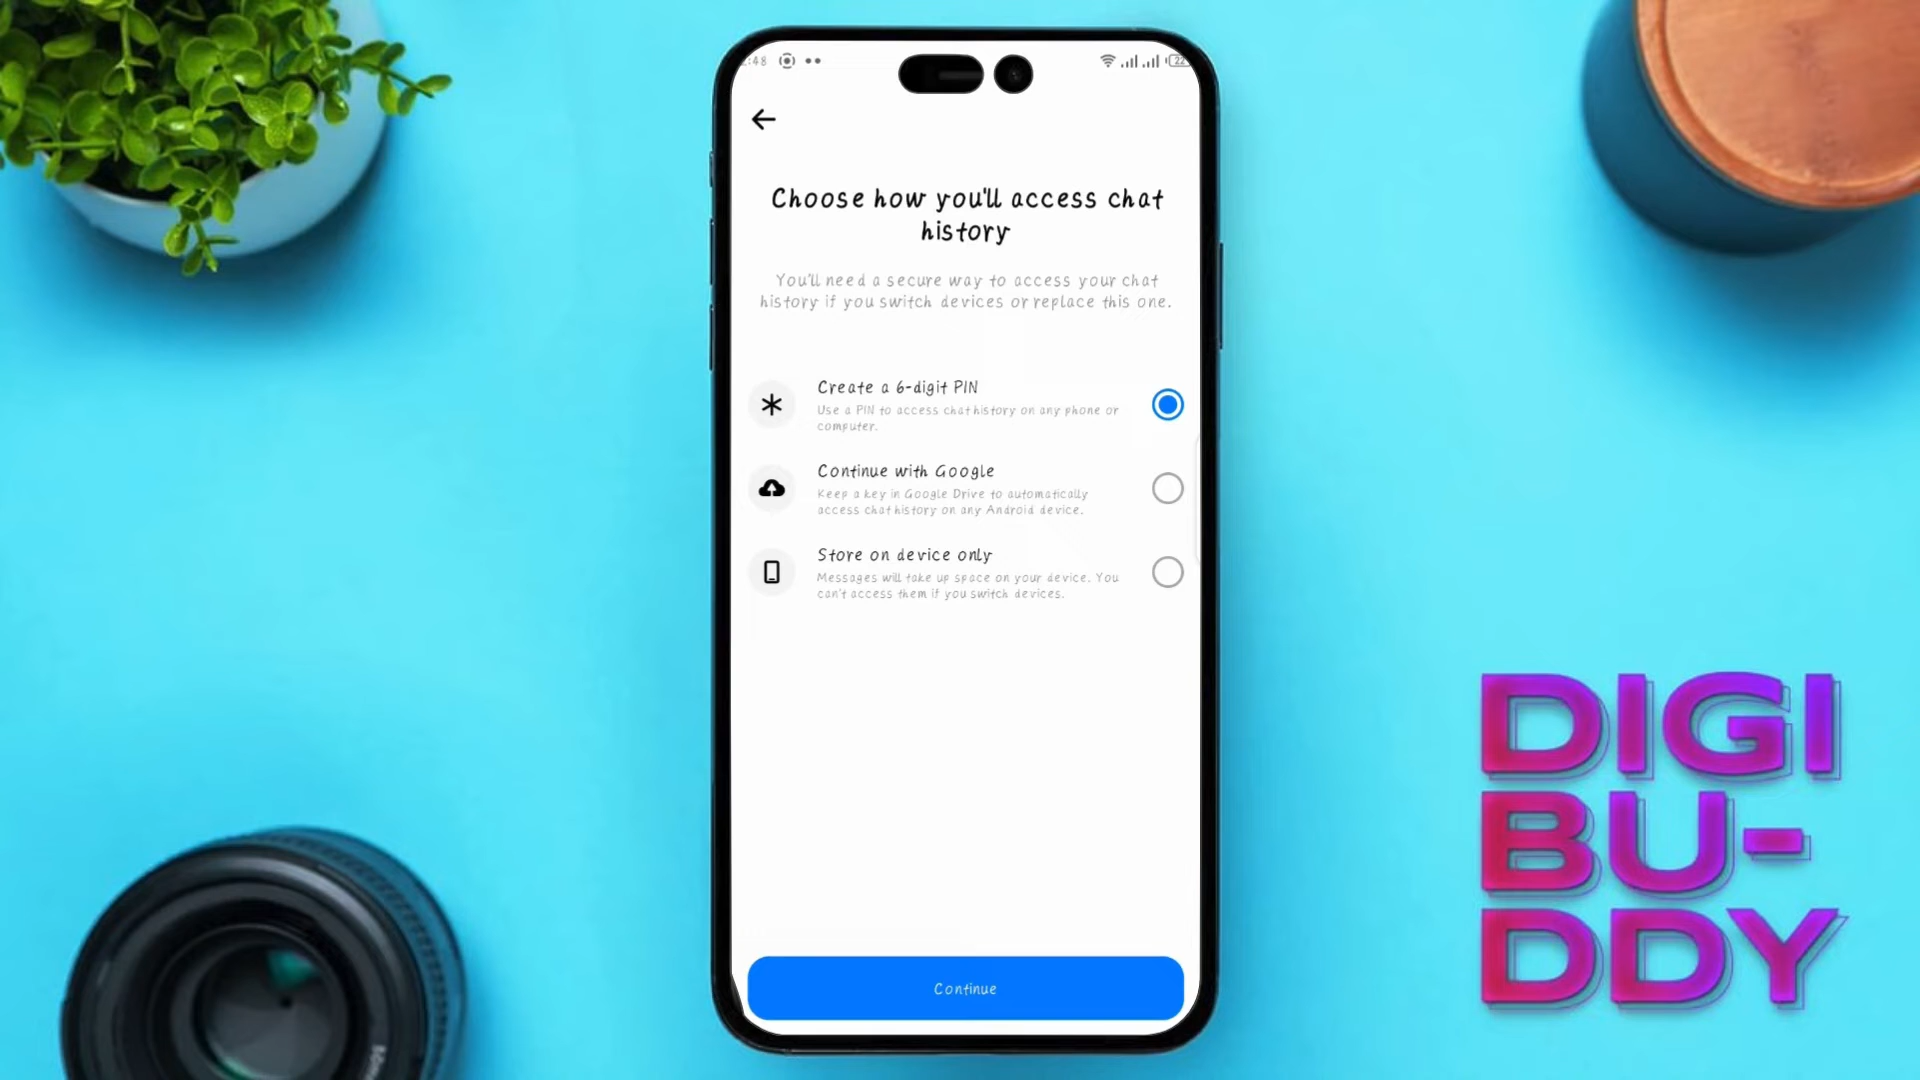 :48
22
Choose how you'll access chat
history
You'll need a secure way to access your chat
history if you switch devices or replace this one.
Create a 6-digit PIN
Use a PIN to access chat history on any phone or
computer.
Continue with Google
Keep a key in Google Drive to automatically
access chat history on any Android device.
Store on device only
Messages will take up space on your device. You
can't access them if you switch devices.
Continue
DIGI
BU-
DDY